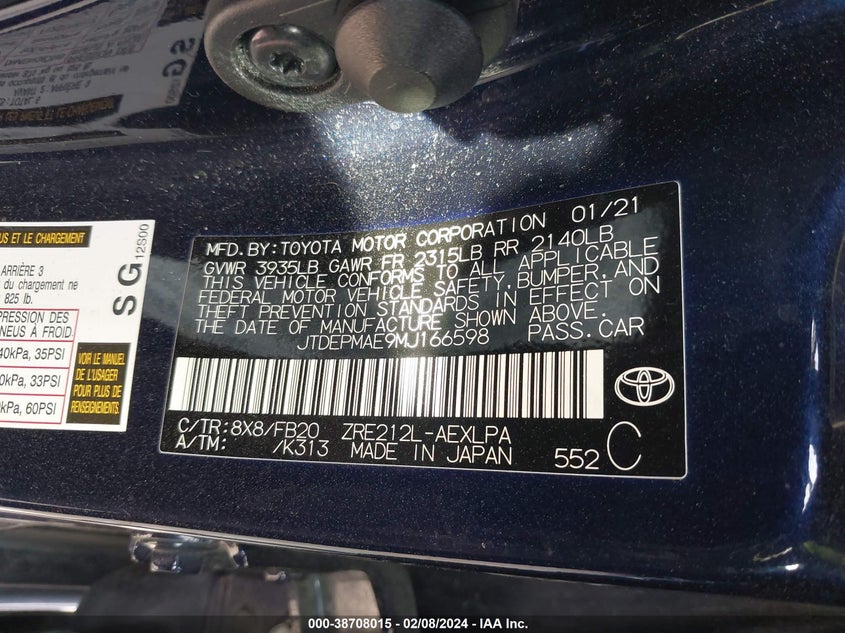 MFD. BY: TOYOTA MOTOR CORPORATION 01/21
GVWR 3935LB GAWR FR 2315LB RR 2140LB
THIS VEHICLE CONFORMS TO ALL APPLICABLE
FEDERAL MOTOR VEHICLE SAFETY, BUMPER, AND
THEFT PREVENTION STANDARDS IN EFFECT ON
THE DATE OF MANUFACTURE SHOWN ABOVE.
JTDEPMAE9MJ166598 PASS. CAR
C/TR: 8X8/FB20 ZRE212L-AEXLPA
A/TM: /K313 MADE IN JAPAN 552 C
US ET LE CHARGEMENT
ARRIÈRE 3
du chargement ne
825 lb.
PRESSION DES
NEUS À FROID.
40kPa, 35PSI
0kPa, 33PSI
kPa, 60PSI
VOIR LE MANUEL
DE L'USAGER
POUR PLUS DE
RENSEIGNEMENTS
SG
12S00
000-38708015 - 02/08/2024 - IAA Inc.